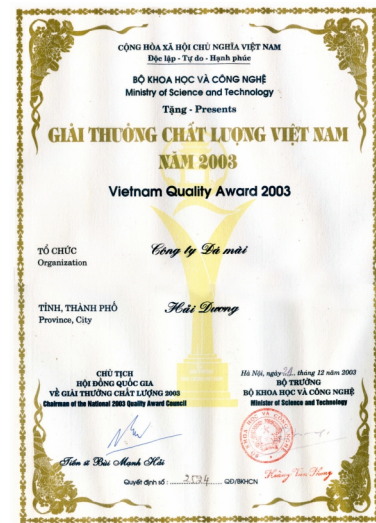 CỘNG HÒA XÃ HỘI CHỦ NGHĨA VIỆT NAM
Độc lập - Tự do - Hạnh phúc
BỘ KHOA HỌC VÀ CÔNG NGHỆ
Ministry of Science and Technology
Tặng - Presents
GIẢI THƯỞNG CHẤT LƯỢNG VIỆT NAM
NĂM 2003
Vietnam Quality Award 2003
TỔ CHỨC
Organization
Công ty Đá mài
TỈNH, THÀNH PHỐ
Province, City
Hải Dương
CHỦ TỊCH
HỘI ĐỒNG QUỐC GIA
VỀ GIẢI THƯỞNG CHẤT LƯỢNG 2003
Chairman of the National 2003 Quality Award Council
Tiến sĩ Bùi Mạnh Hải
Hà Nội, ngày tháng 12 năm 2003
BỘ TRƯỞNG
BỘ KHOA HỌC VÀ CÔNG NGHỆ
Minister of Science and Technology
Hoàng Văn Phong
Quyết định số : 2534 QĐ/BKHCN